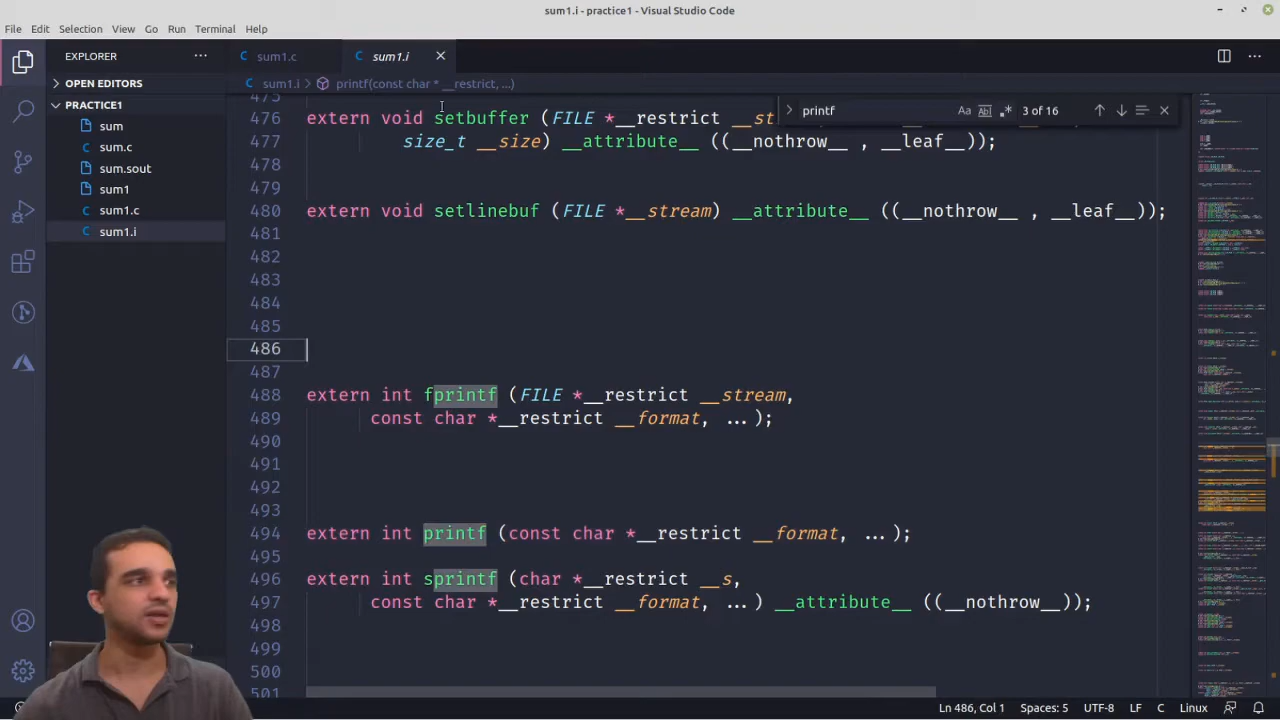 sum1.i - practice1 - Visual Studio Code
File Edit Selection View Go Run Terminal Help
EXPLORER
OPEN EDITORS
PRACTICE1
sum
sum.c
sum.sout
sum1
sum1.c
sum1.i
sum1.c
sum1.i
sum1.i printf(const char * __restrict, ...)
printf
Aa Abl .* 3 of 16
475
476 extern void setbuffer (FILE *__restrict __st
477 size_t __size) __attribute__ ((__nothrow__ , __leaf__));
478
479
480 extern void setlinebuf (FILE *__stream) __attribute__ ((__nothrow__ , __leaf__));
481
482
483
484
485
486
487
488 extern int fprintf (FILE *__restrict __stream,
489 const char *__restrict __format, ...);
490
491
492
493
494 extern int printf (const char *__restrict __format, ...);
495
496 extern int sprintf (char *__restrict __s,
497 const char *__restrict __format, ...) __attribute__ ((__nothrow__));
498
499
500
501
Ln 486, Col 1 Spaces: 5 UTF-8 LF C Linux